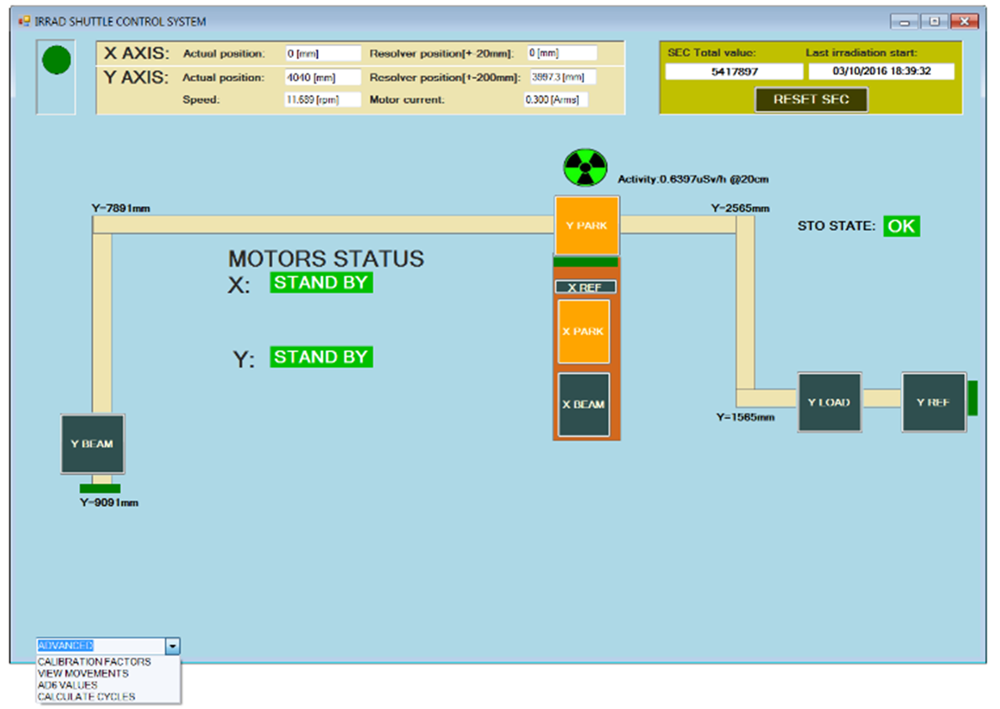 IRRAD SHUTTLE CONTROL SYSTEM
X AXIS: Actual position: 0 [mm] Resolver position[+-20mm]: 0 [mm]
Y AXIS: Actual position: 4040 [mm] Resolver position[+-200mm]: 3997.3 [mm]
Speed: 11.689 [rpm] Motor current: 0.300 [Arms]
SEC Total value: Last irradiation start:
5417897 03/10/2016 18:39:32
RESET SEC
Activity:0.6397uSv/h @20cm
Y=7891mm
Y PARK
Y=2565mm
STO STATE: OK
MOTORS STATUS
X: STAND BY
X REF
X PARK
Y: STAND BY
X BEAM
Y LOAD
Y REF
Y=1565mm
Y BEAM
Y=9091mm
ADVANCED
CALIBRATION FACTORS
VIEW MOVEMENTS
AD6 VALUES
CALCULATE CYCLES